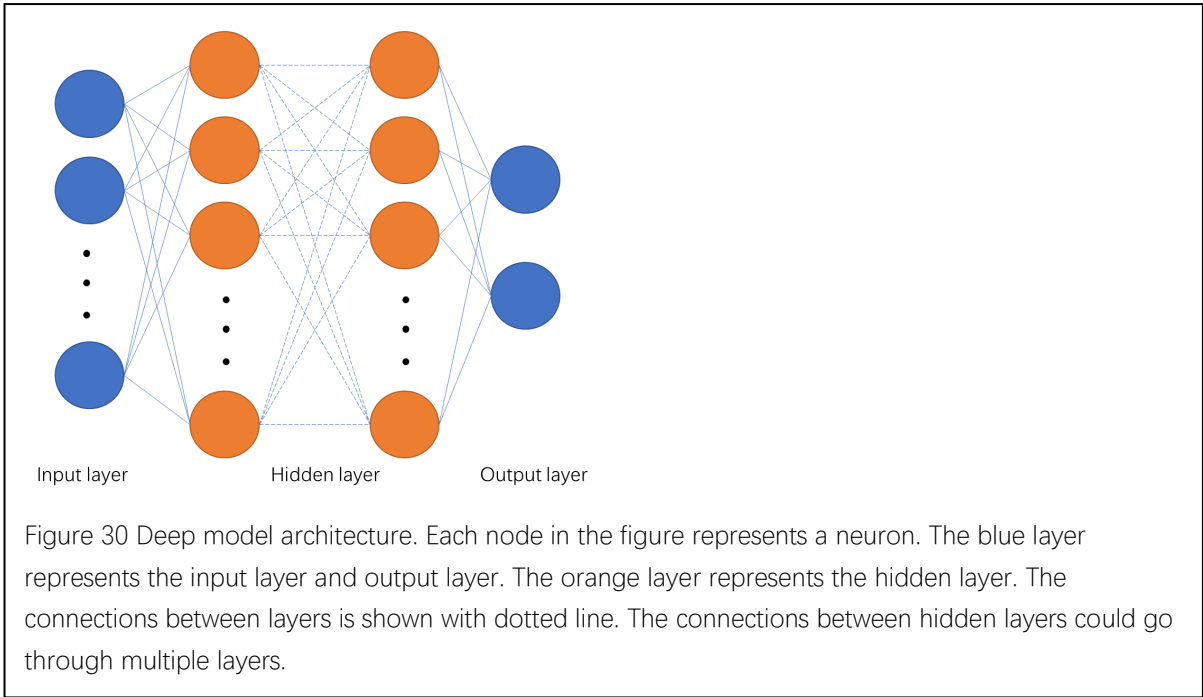 Input layer
Hidden layer
Output layer
Figure 30 Deep model architecture. Each node in the figure represents a neuron. The blue layer
represents the input layer and output layer. The orange layer represents the hidden layer. The
connections between layers is shown with dotted line. The connections between hidden layers could go
through multiple layers.